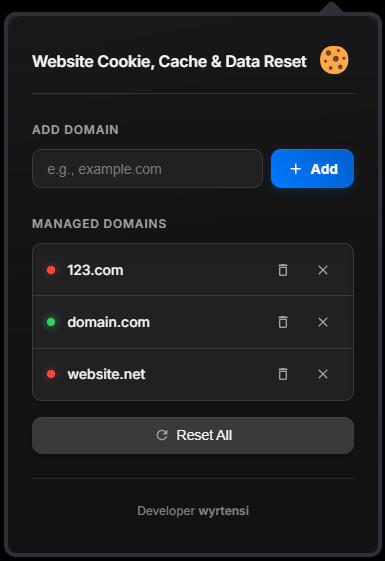 Website Cookie, Cache & Data Reset
ADD DOMAIN
e.g., example.com
Add
MANAGED DOMAINS
123.com
domain.com
website.net
Reset All
Developer wyrtensi